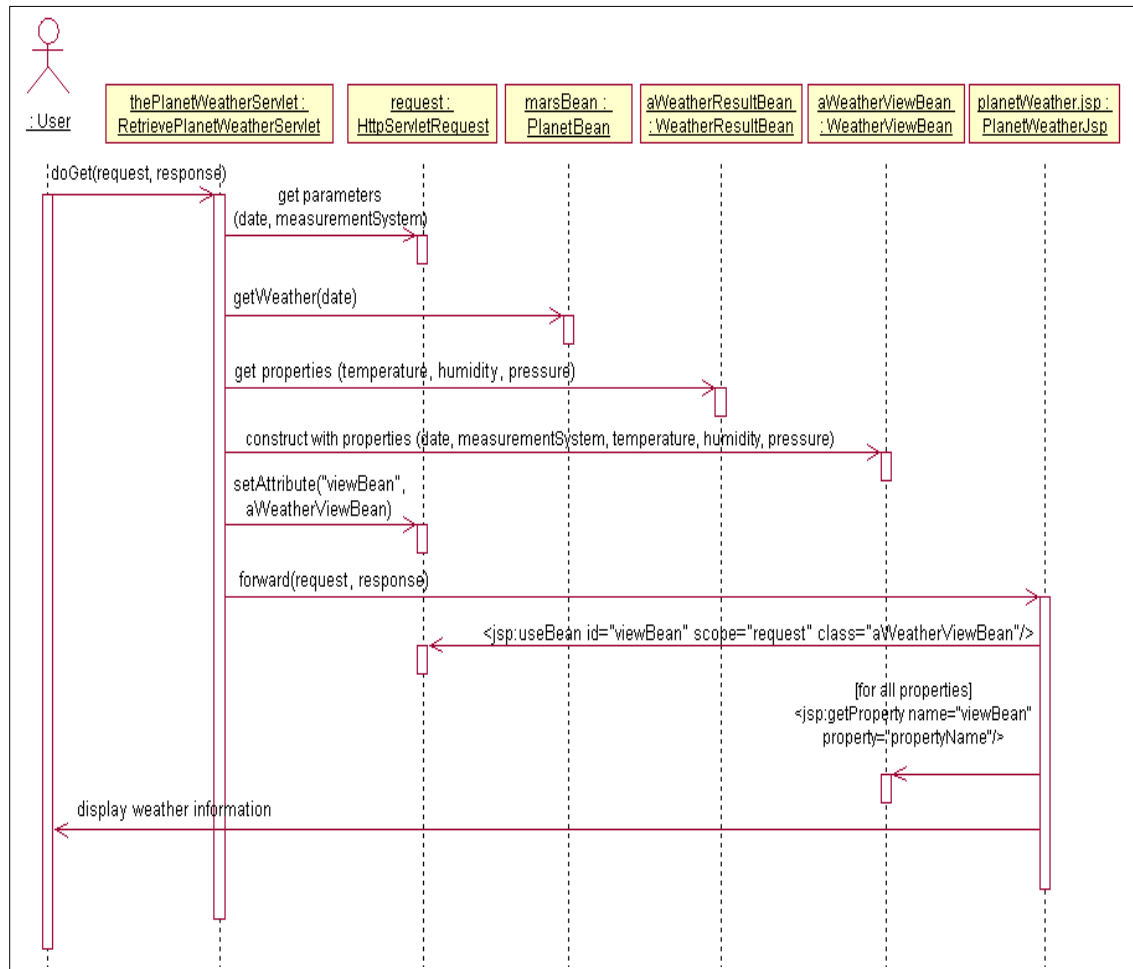 : User
thePlanetWeatherServlet :
RetrievePlanetWeatherServlet
request :
HttpServletRequest
marsBean :
PlanetBean
aWeatherResultBean
: WeatherResultBean
aWeatherViewBean
: WeatherViewBean
planetWeather.jsp :
PlanetWeatherJsp
doGet(request, response)
get parameters
(date, measurementSystem)
getWeather(date)
get properties (temperature, humidity, pressure)
construct with properties (date, measurementSystem, temperature, humidity, pressure)
setAttribute("viewBean",
aWeatherViewBean)
forward(request, response)
<jsp:useBean id="viewBean" scope="request" class="aWeatherViewBean"/>
[for all properties]
<jsp:getProperty name="viewBean"
property="propertyName"/>
display weather information